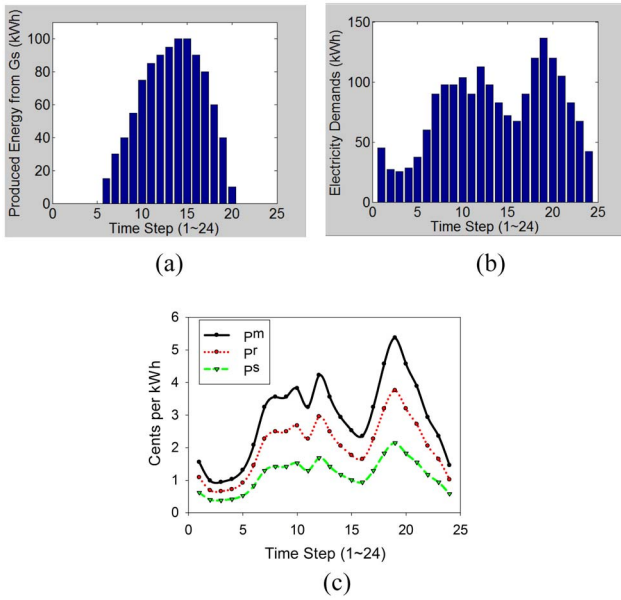 Produced Energy from Gs (kWh)
100
80
60
40
20
0
0 5 10 15 20 25
Time Step (1~24)
(a)
Electricity Demands (kWh)
150
100
50
0
0 5 10 15 20 25
Time Step (1~24)
(b)
Cents per kWh
6
5
4
3
2
1
0
Pm
Pr
Ps
0 5 10 15 20 25
Time Step (1~24)
(c)